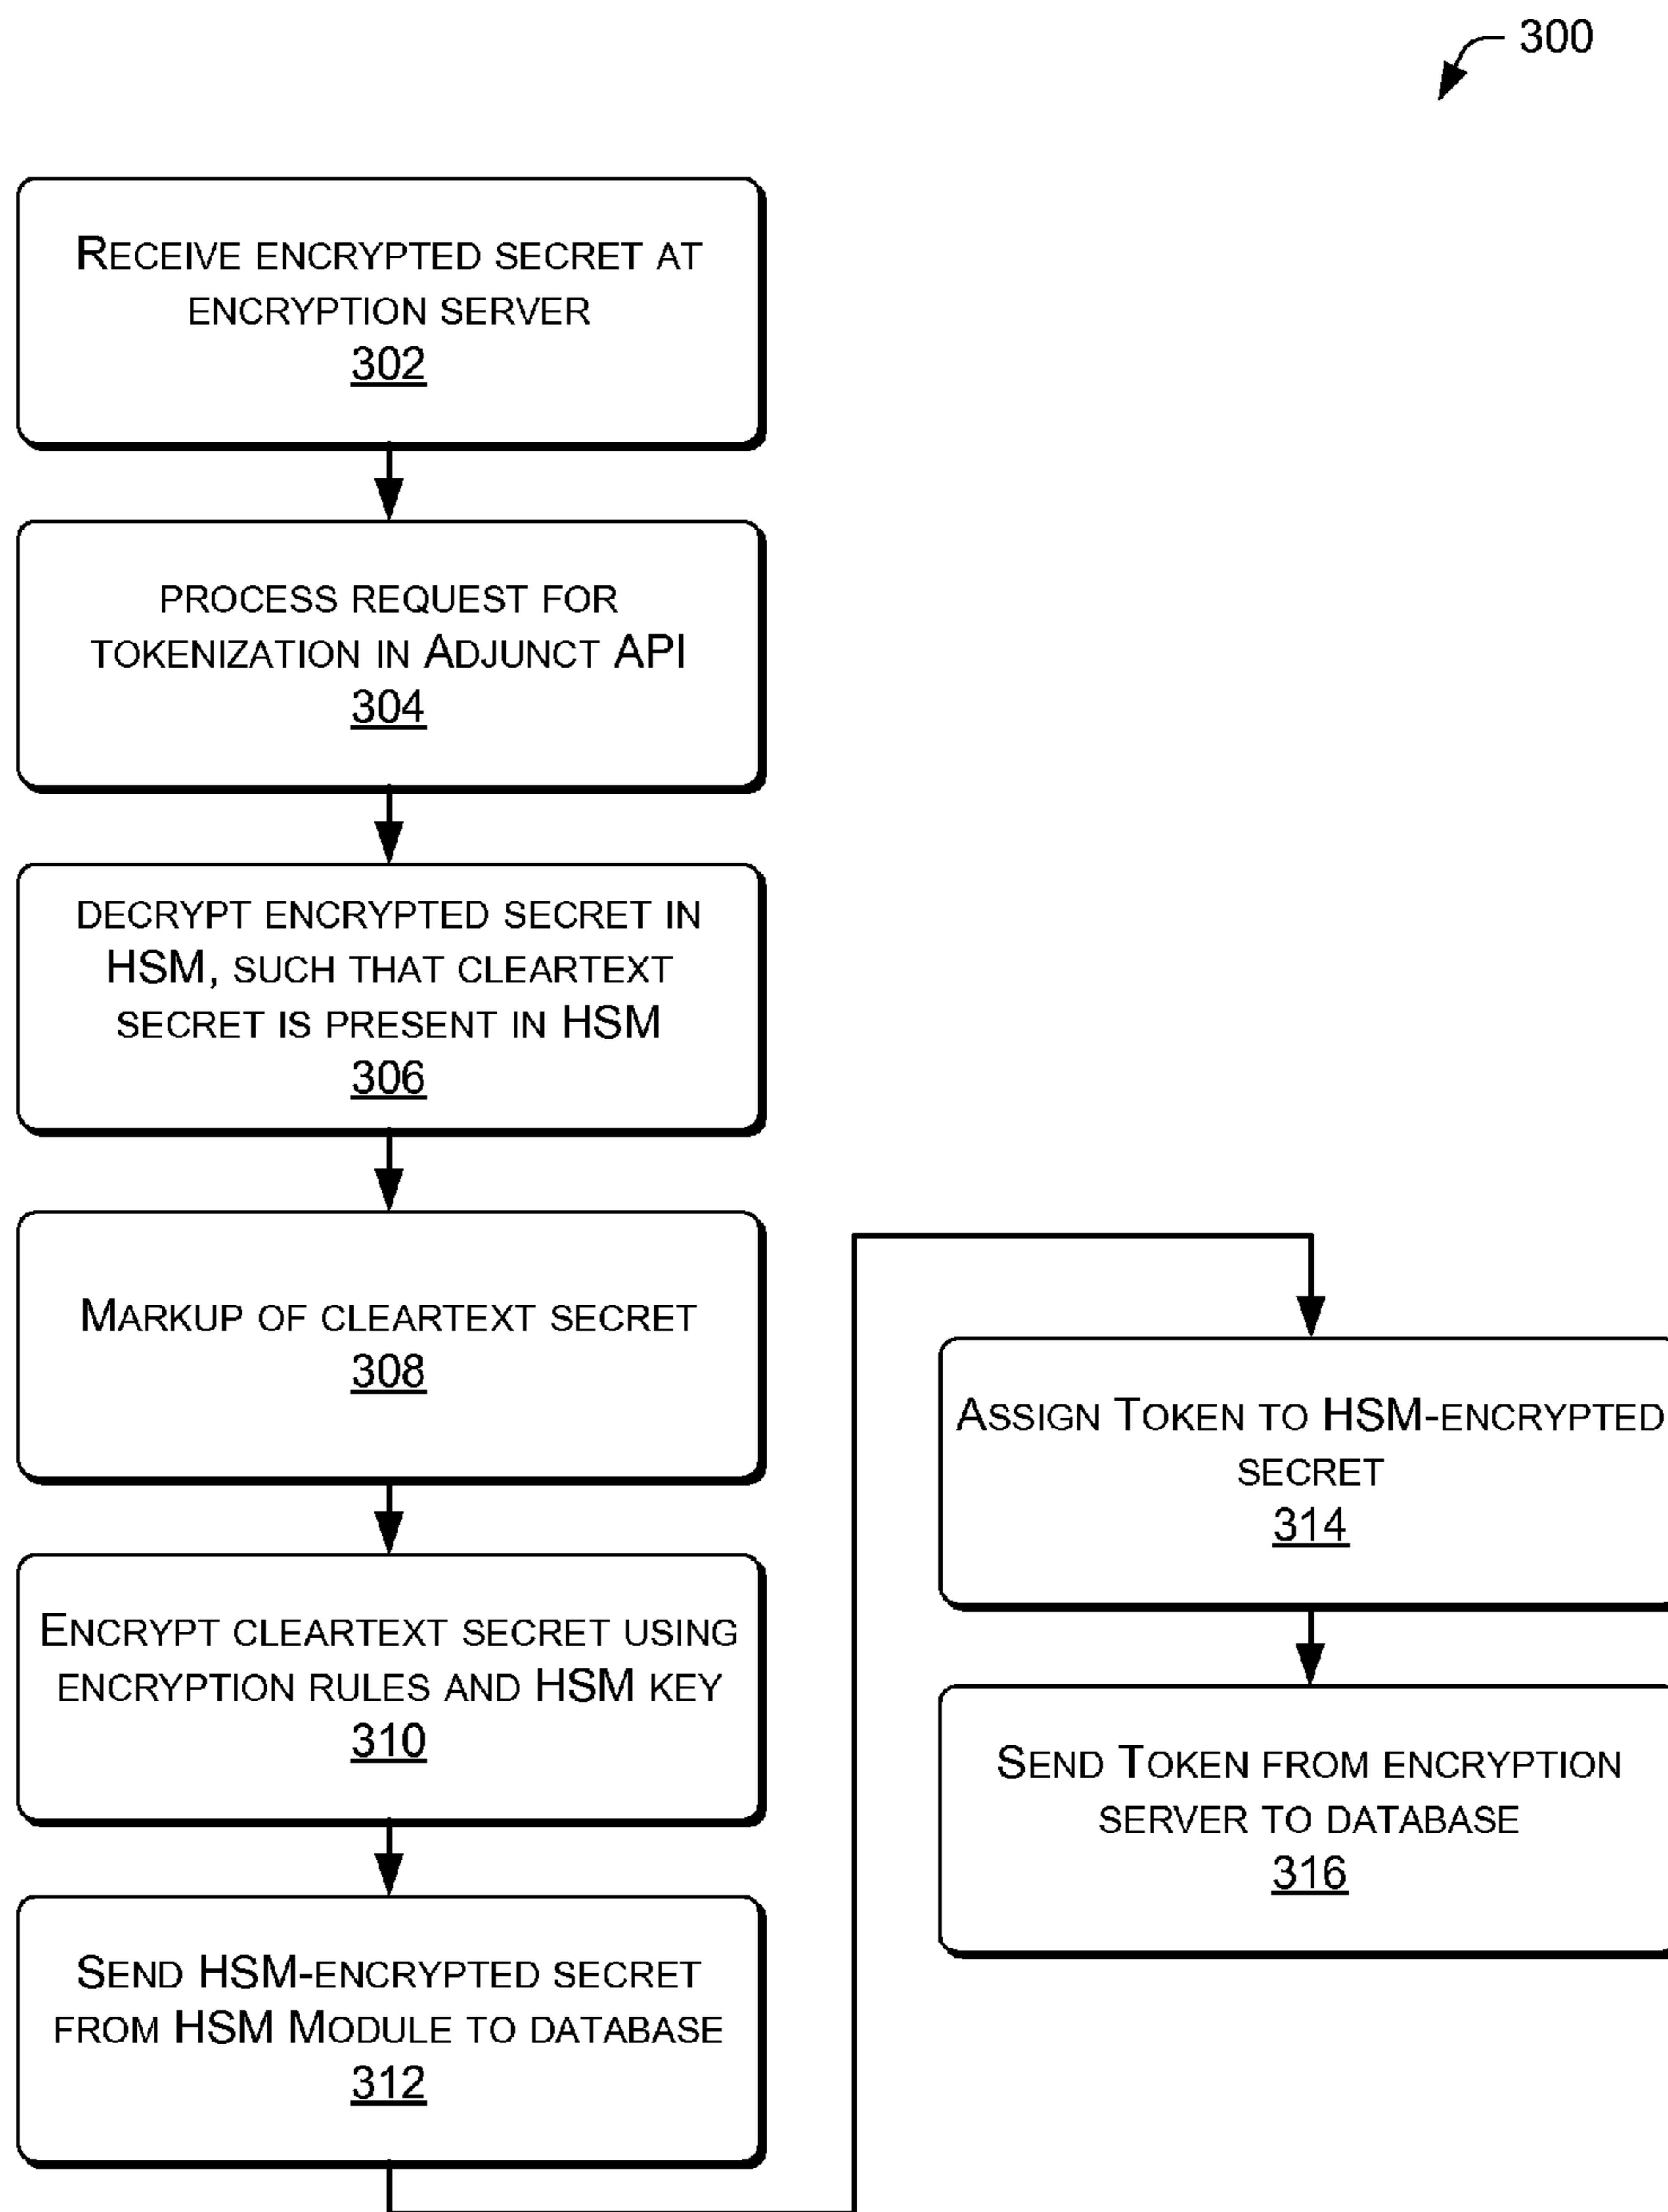 300
RECEIVE ENCRYPTED SECRET AT
ENCRYPTION SERVER
302
PROCESS REQUEST FOR
TOKENIZATION IN ADJUNCT API
304
DECRYPT ENCRYPTED SECRET IN
HSM, SUCH THAT CLEARTEXT
SECRET IS PRESENT IN HSM
306
MARKUP OF CLEARTEXT SECRET
308
ENCRYPT CLEARTEXT SECRET USING
ENCRYPTION RULES AND HSM KEY
310
SEND HSM-ENCRYPTED SECRET
FROM HSM MODULE TO DATABASE
312
ASSIGN TOKEN TO HSM-ENCRYPTED
SECRET
314
SEND TOKEN FROM ENCRYPTION
SERVER TO DATABASE
316